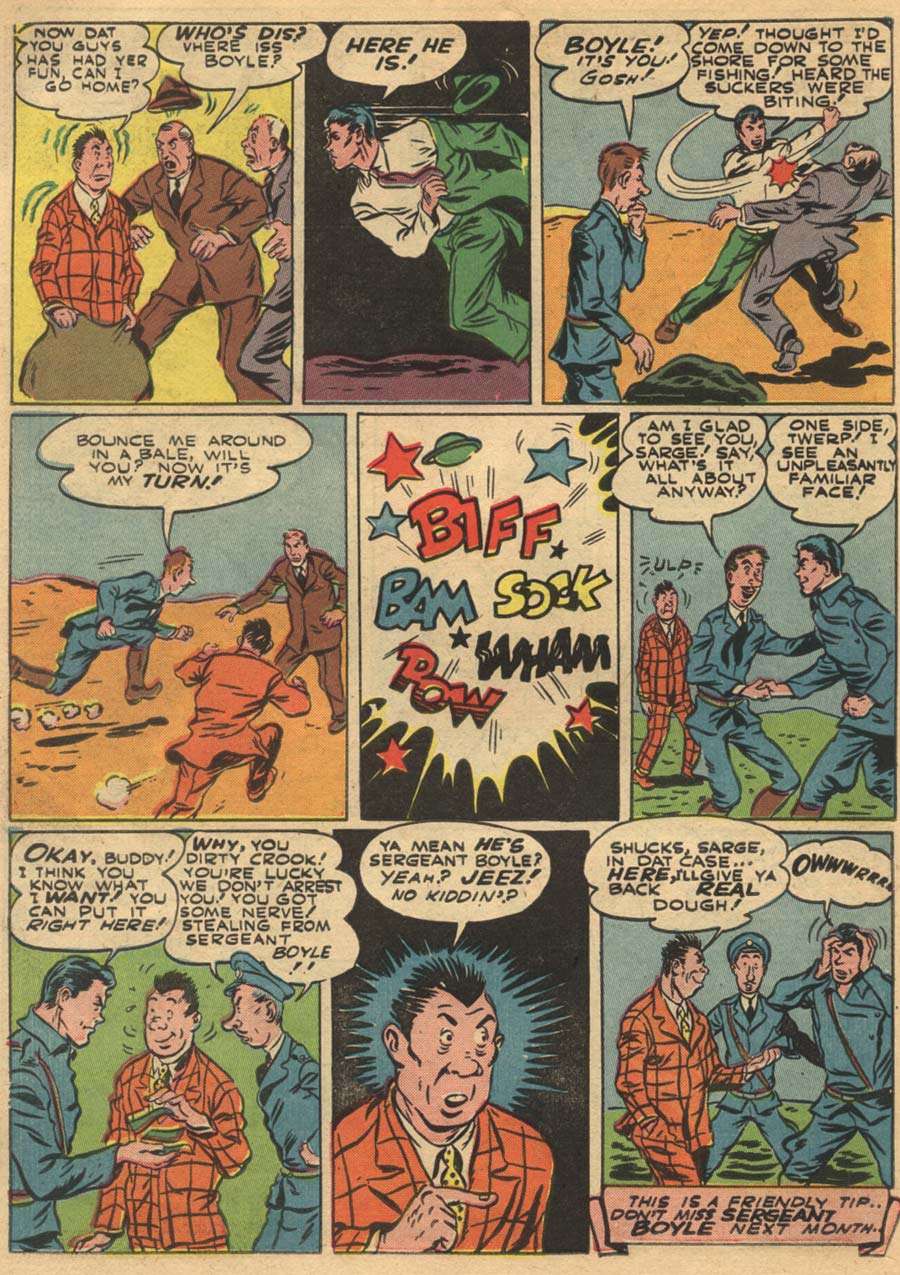 NOW DAT
YOU GUYS
HAS HAD YER
FUN, CAN I
GO HOME?
WHO'S DIS?
VHERE ISS
BOYLE?
HERE HE
IS!
BOYLE!
IT'S YOU!
GOSH!
YEP! THOUGHT I'D
COME DOWN TO THE
SHORE FOR SOME
FISHING! HEARD THE
SUCKERS WERE
BITING!
BOUNCE ME AROUND
IN A BALE, WILL
YOU? NOW IT'S
MY TURN!
BIFF
BAM SOCK
WHAM
POW
AM I GLAD
TO SEE YOU,
SARGE! SAY,
WHAT'S IT
ALL ABOUT
ANYWAY?
ONE SIDE,
TWERP! I
SEE AN
UNPLEASANTLY
FAMILIAR
FACE!
ULP
OKAY, BUDDY!
I THINK YOU
KNOW WHAT
I WANT! YOU
CAN PUT IT
RIGHT HERE!
WHY, YOU
DIRTY CROOK!
YOU'RE LUCKY
WE DON'T ARREST
YOU! YOU GOT
SOME NERVE!
STEALING FROM
SERGEANT
BOYLE
!!
YA MEAN HE'S
SERGEANT BOYLE?
YEAH? JEEZ!
NO KIDDIN'?
SHUCKS, SARGE,
IN DAT CASE...
HERE, I'LL GIVE YA
BACK REAL
DOUGH!
OWWWRRRR
THIS IS A FRIENDLY TIP..
DON'T MISS SERGEANT
BOYLE NEXT MONTH..